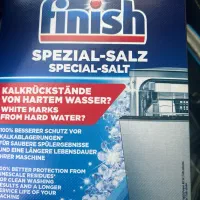 finish
SPEZIAL-SALZ
SPECIAL-SALT
KALKRÜCKSTÄNDE
VON HARTEM WASSER?
WHITE MARKS
FROM HARD WATER?
100% BESSERER SCHUTZ VOR
KALKABLAGERUNGEN*
FÜR SAUBERE SPÜLERGEBNISSE
UND EINE LÄNGERE LEBENSDAUER
IHRER MASCHINE
100% BETTER PROTECTION FROM
LIMESCALE RESIDUES*
FOR CLEAN WASHING
RESULTS AND A LONGER
SERVICE LIFE OF YOUR
MACHINE